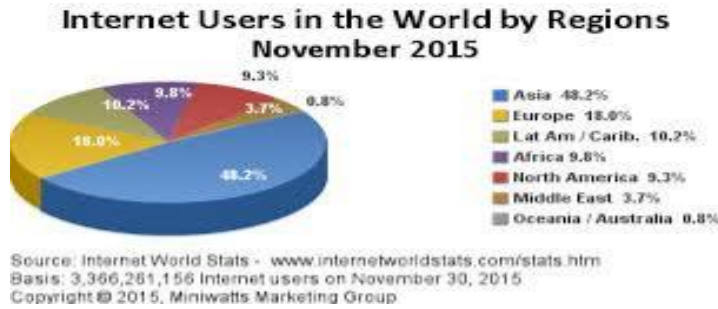 Internet Users in the World by Regions
November 2015
9.3%
9.8%
0.8%
10.2%
3.7%
18.0%
48.2%
Asia 48.2%
Europe 18.0%
Lat Am / Carib. 10.2%
Africa 9.8%
North America 9.3%
Middle East 3.7%
Oceania / Australia 0.8%
Source: Internet World Stats - www.internetworldstats.com/stats.htm
Basis: 3,366,261,156 Internet users on November 30, 2015
Copyright © 2015, Miniwatts Marketing Group